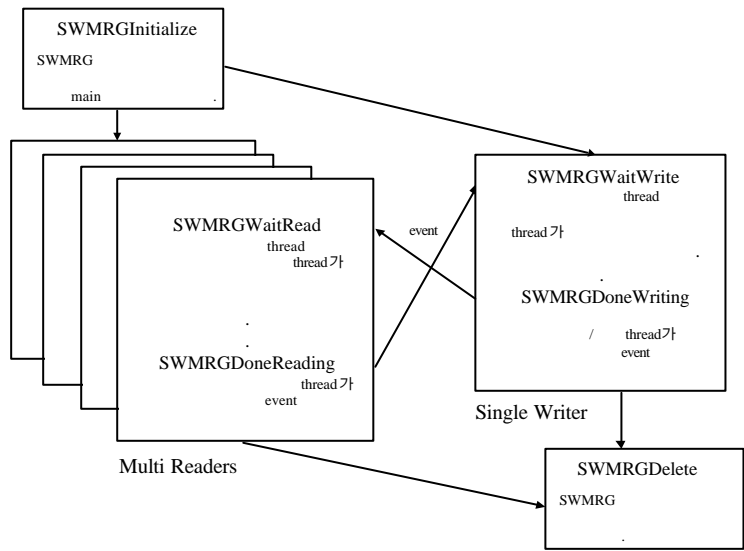 SWMRGInitialize
SWMRG
main .
SWMRGWaitRead
thread
thread가
.
.
SWMRGDoneReading
thread가
event
Multi Readers
event
SWMRGWaitWrite
thread
thread가
.
.
SWMRGDoneWriting
/ thread가
event
Single Writer
SWMRGDelete
SWMRG
.